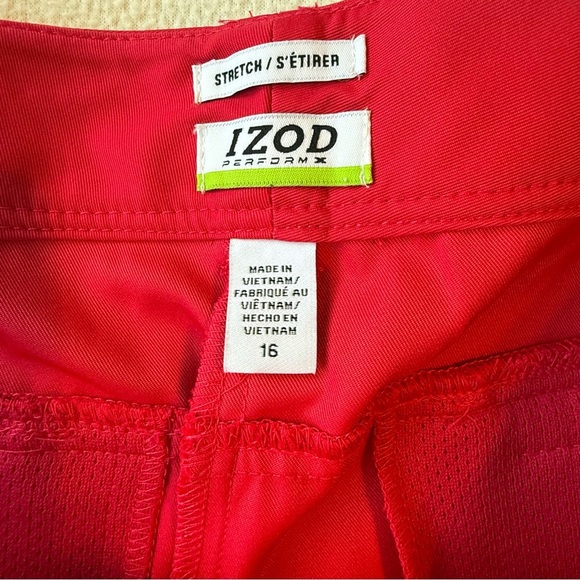 STRETCH / S'ÉTIRER
IZOD
PERFORM X
MADE IN
VIETNAM/
FABRIQUÉ AU
VIÊTNAM/
HECHO EN
VIETNAM
16